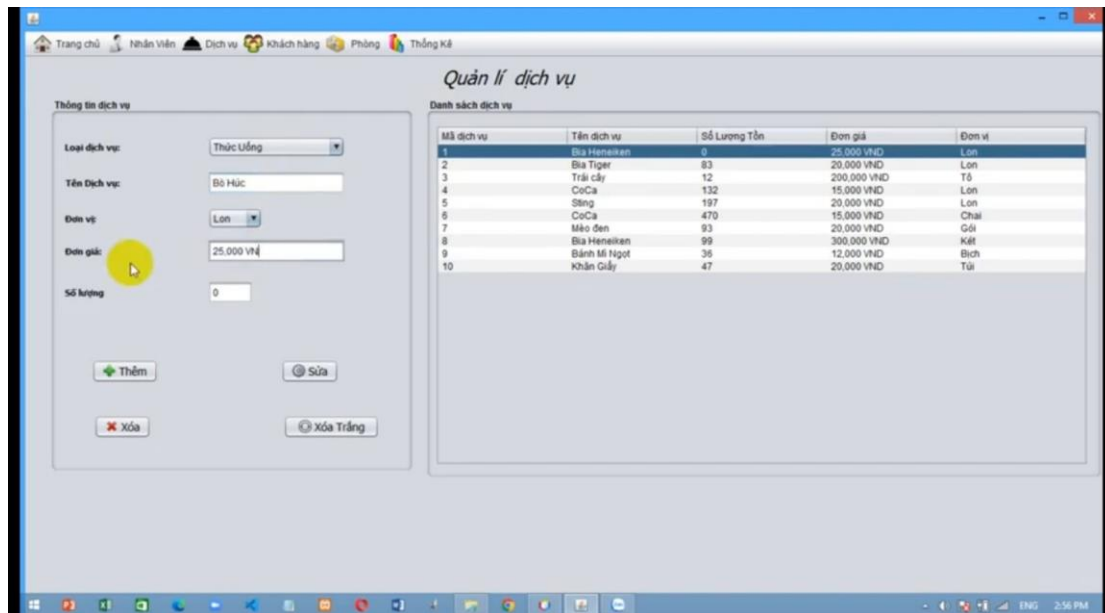 Trang chủ Nhân Viên Dịch vụ Khách hàng Phòng Thống Kê
Quản lí dịch vụ
Thông tin dịch vụ
Loại dịch vụ: Thức Uống
Tên Dịch vụ: Bò Húc
Đơn vị: Lon
Đơn giá: 25,000 VN
Số lượng 0
Thêm Sửa
Xóa Xóa Trắng
Danh sách dịch vụ
Mã dịch vụ Tên dịch vụ Số Lượng Tồn Đơn giá Đơn vị
1 Bia Heneiken 0 25,000 VND Lon
2 Bia Tiger 83 20,000 VND Lon
3 Trái cây 12 200,000 VND Tô
4 CoCa 132 15,000 VND Lon
5 Sting 197 20,000 VND Lon
6 CoCa 470 15,000 VND Chai
7 Mèo đen 93 20,000 VND Gói
8 Bia Heneiken 99 300,000 VND Két
9 Bánh Mì Ngọt 36 12,000 VND Bịch
10 Khăn Giấy 47 20,000 VND Túi
ENG 2:56 PM